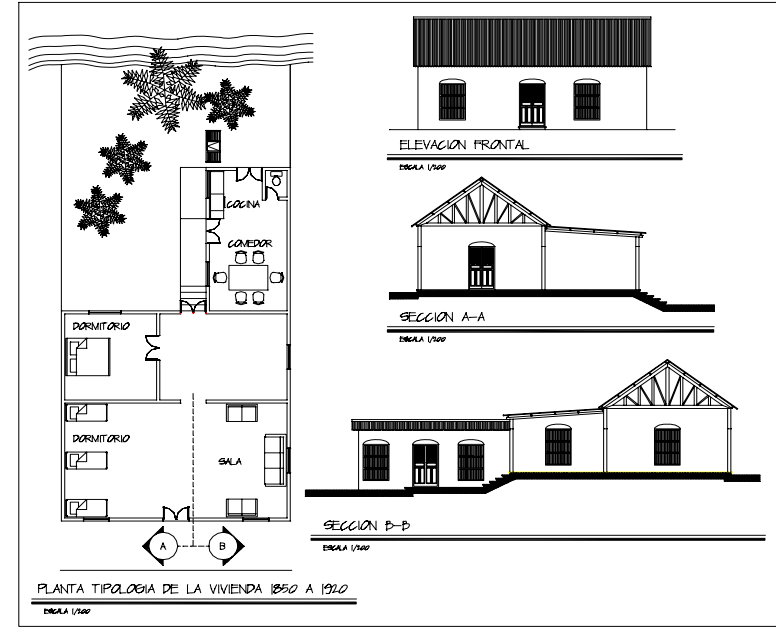 COCINA
COMEDOR
DORMITORIO
DORMITORIO
SALA
A
B
PLANTA TIPOLOGIA DE LA VIVIENDA 1850 A 1920
ESCALA 1/200
ELEVACION FRONTAL
ESCALA 1/200
SECCION A-A
ESCALA 1/200
SECCION B-B
ESCALA 1/200